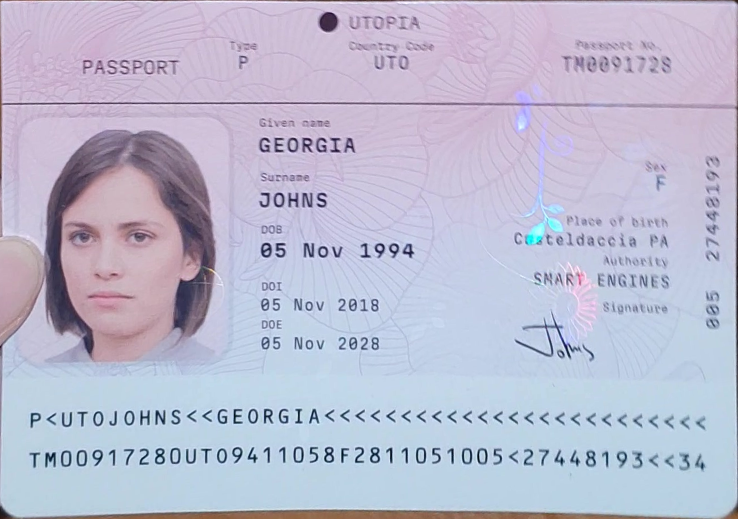 UTOPIA
PASSPORT
Type
P
Country Code
UTO
Passport No.
TM0091728
Given name
GEORGIA
Surname
JOHNS
DOB
05 Nov 1994
DOI
05 Nov 2018
DOE
05 Nov 2028
Sex
F
Place of birth
Casteldaccia PA
Authority
SMART ENGINES
Signature
Johns
005 27448193
P<UTOJOHNS<<GEORGIA<<<<<<<<<<<<<<<<<<<<<<<<<
TM00917280UTO9411058F2811051005<27448193<<34